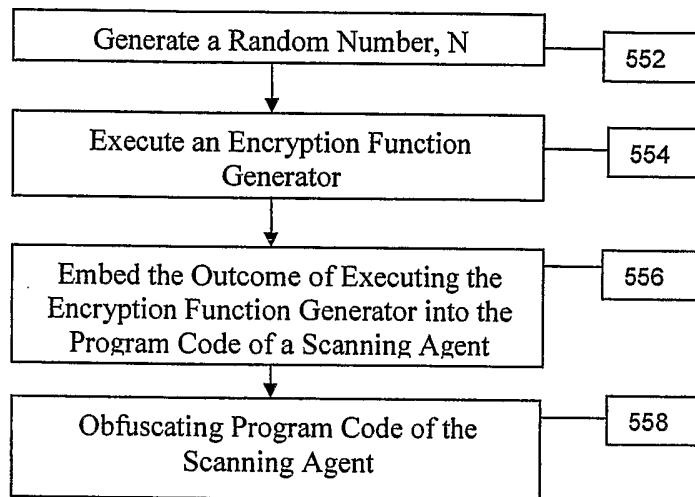 Generate a Random Number, N
552
Execute an Encryption Function
Generator
554
Embed the Outcome of Executing the
Encryption Function Generator into the
Program Code of a Scanning Agent
556
Obfuscating Program Code of the
Scanning Agent
558